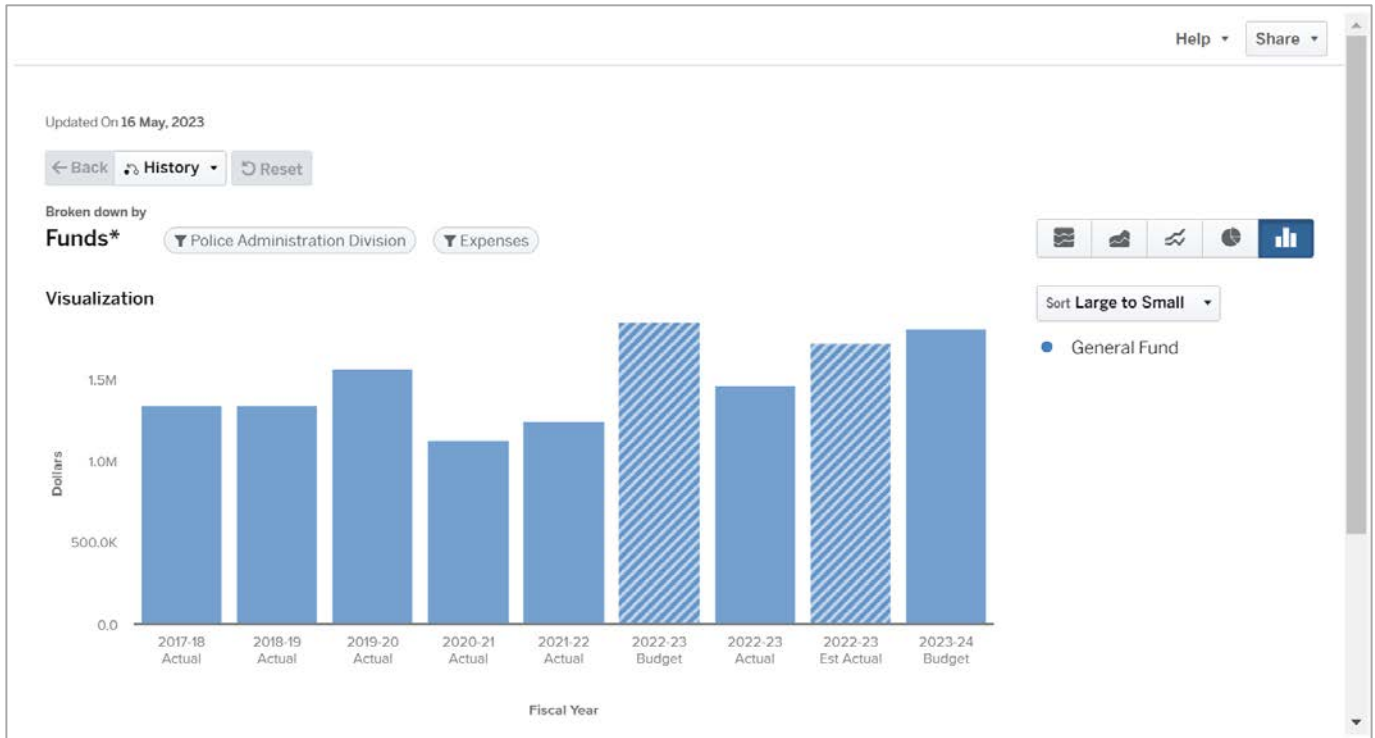 Help Share
Updated On 16 May, 2023
Back History Reset
Broken down by
Funds* Police Administration Division Expenses
Visualization
Sort Large to Small
General Fund
1.5M
1.0M
500.0K
0.0
Dollars
2017-18 2018-19 2019-20 2020-21 2021-22 2022-23 2022-23 2022-23 2023-24
Actual Actual Actual Actual Actual Budget Actual Est Actual Budget
Fiscal Year